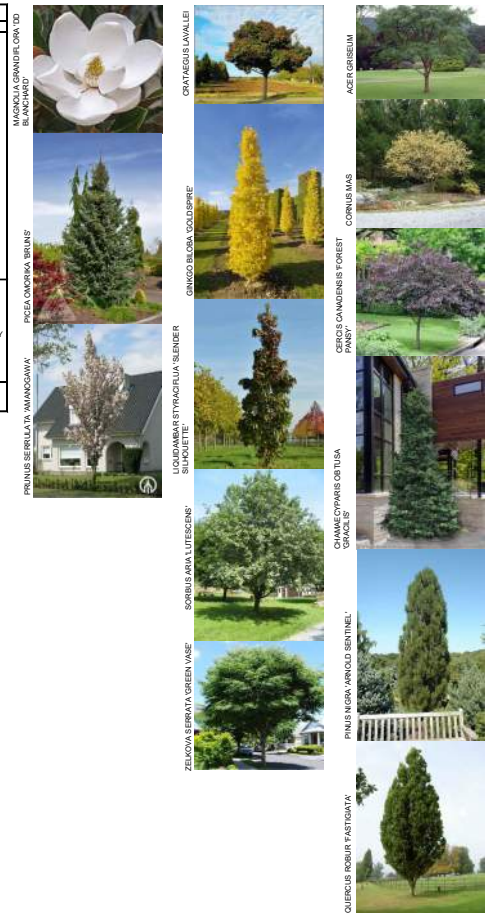 MAGNOLIA GRANDIFLORA 'DD
BLANCHARD'
PICEA OMORIKA 'BRUNS'
PRUNUS SERRULATA 'AMANOGAWA'
CRATAEGUS LAVALLEI
GINKGO BILOBA 'GOLDSPIRE'
LIQUIDAMBAR STYRACIFLUA 'SLENDER
SILHOUETTE'
SORBUS ARIA 'LUTESCENS'
ZELKOVA SERRATA 'GREEN VASE'
ACER GRISEUM
CORNUS MAS
CERCIS CANADENSIS 'FOREST
PANSY'
CHAMAECYPARIS OBTUSA
'GRACILIS'
PINUS NIGRA 'ARNOLD SENTINEL'
QUERCUS ROBUR 'FASTIGIATA'
Y